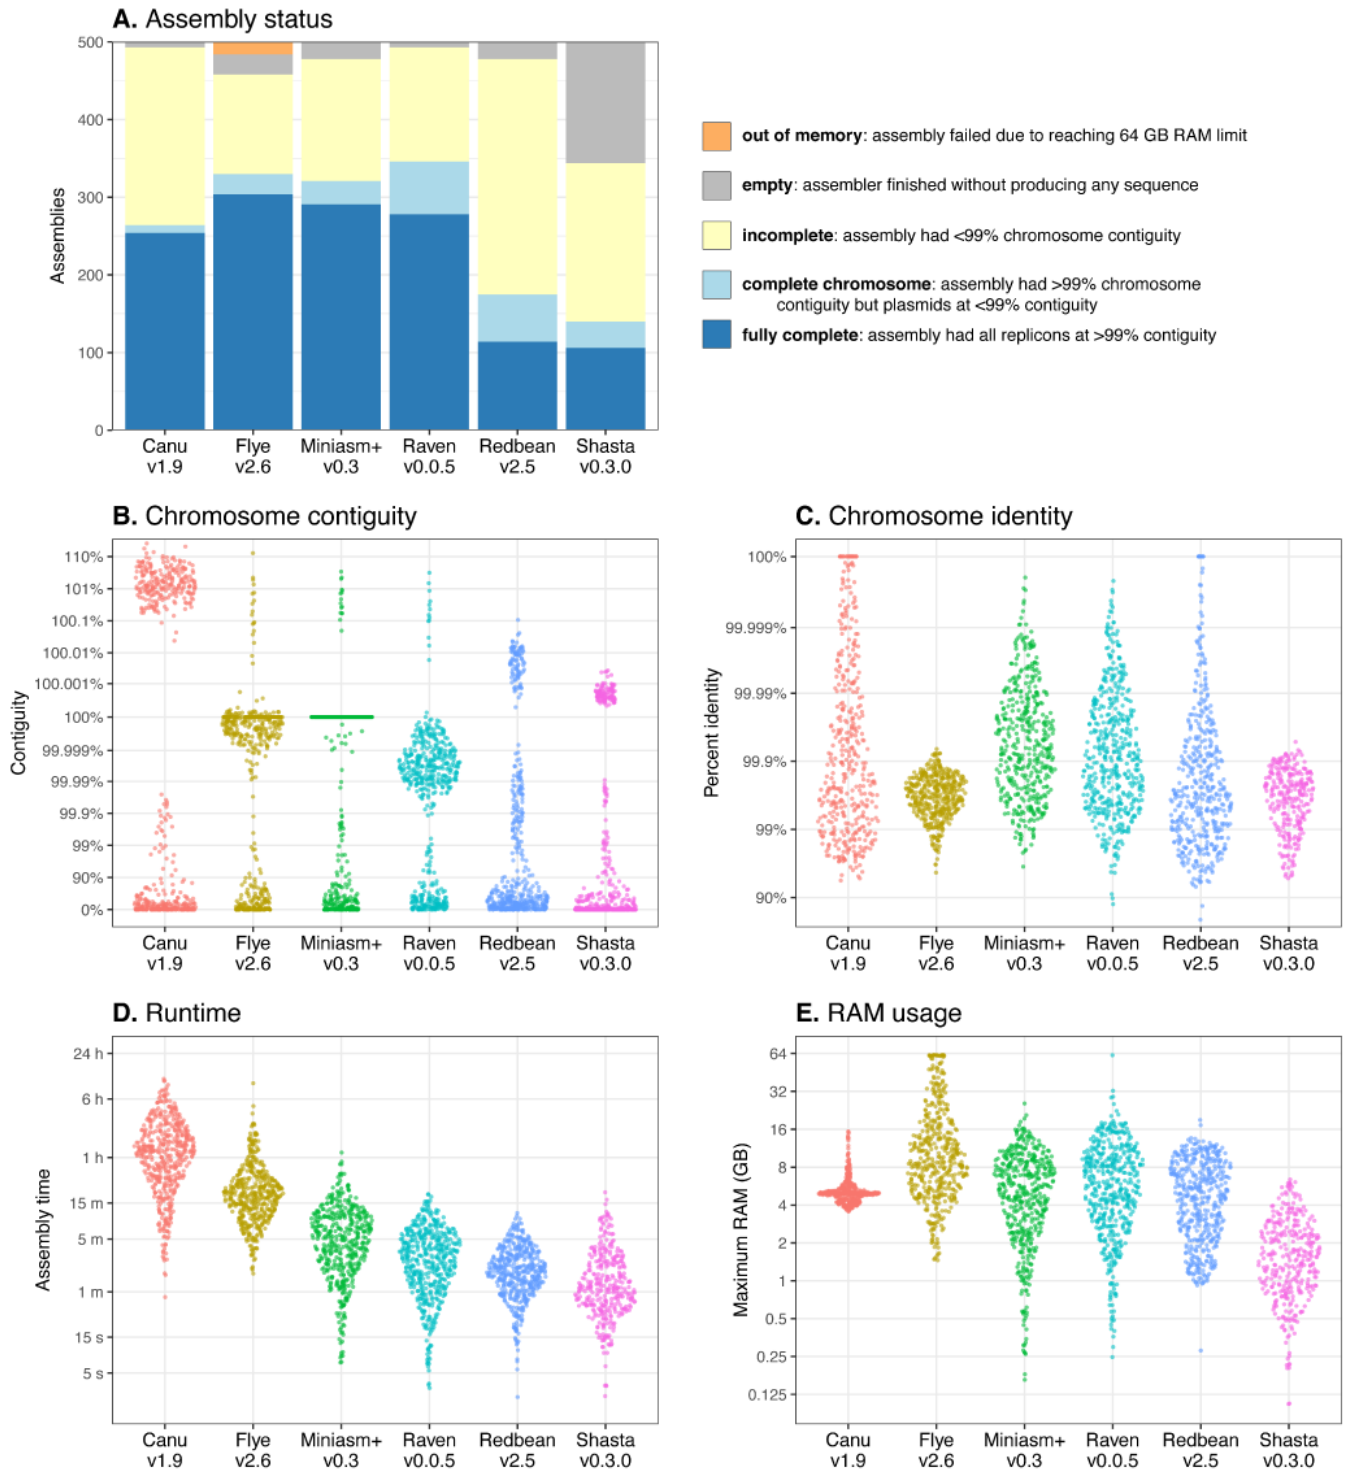 A. Assembly status
500
400
300
200
100
0
Assemblies
Canu
v1.9
Flye
v2.6
Miniasm+
v0.3
Raven
v0.0.5
Redbean
v2.5
Shasta
v0.3.0
out of memory: assembly failed due to reaching 64 GB RAM limit
empty: assembler finished without producing any sequence
incomplete: assembly had <99% chromosome contiguity
complete chromosome: assembly had >99% chromosome
contiguity but plasmids at <99% contiguity
fully complete: assembly had all replicons at >99% contiguity
B. Chromosome contiguity
110%
101%
100.1%
100.01%
100.001%
100%
99.999%
99.99%
99.9%
99%
90%
0%
Contiguity
Canu
v1.9
Flye
v2.6
Miniasm+
v0.3
Raven
v0.0.5
Redbean
v2.5
Shasta
v0.3.0
C. Chromosome identity
100%
99.999%
99.99%
99.9%
99%
90%
Percent identity
Canu
v1.9
Flye
v2.6
Miniasm+
v0.3
Raven
v0.0.5
Redbean
v2.5
Shasta
v0.3.0
D. Runtime
24 h
6 h
1 h
15 m
5 m
1 m
15 s
5 s
Assembly time
Canu
v1.9
Flye
v2.6
Miniasm+
v0.3
Raven
v0.0.5
Redbean
v2.5
Shasta
v0.3.0
E. RAM usage
64
32
16
8
4
2
1
0.5
0.25
0.125
Maximum RAM (GB)
Canu
v1.9
Flye
v2.6
Miniasm+
v0.3
Raven
v0.0.5
Redbean
v2.5
Shasta
v0.3.0